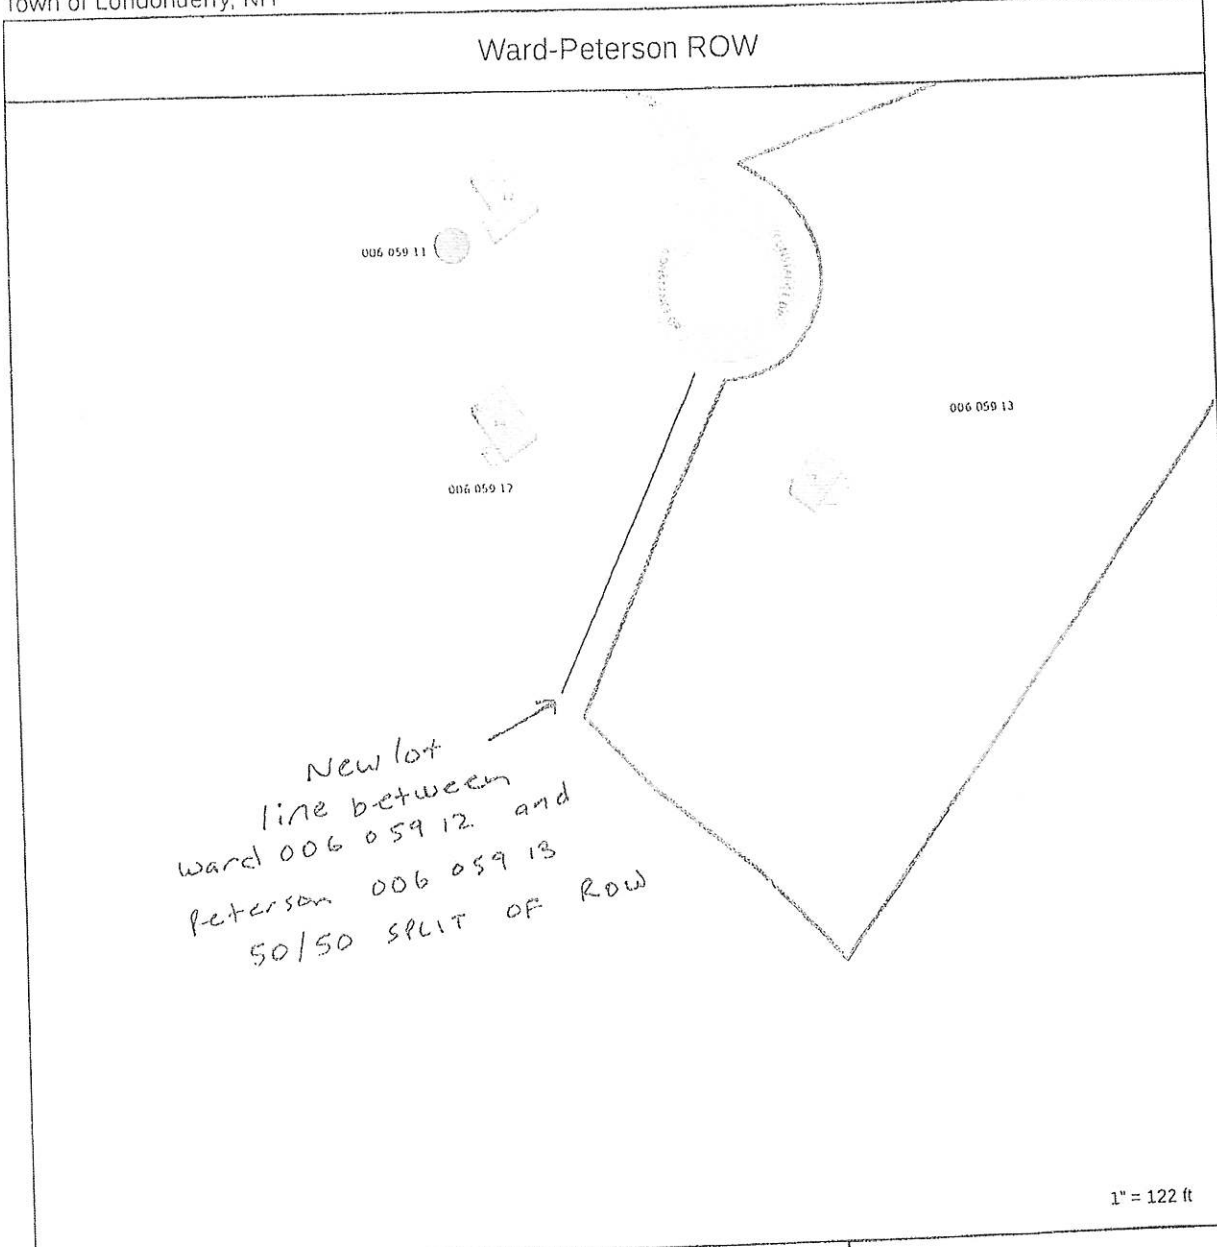 Town of Londonderry, NH
Ward-Peterson ROW
12
006 059 11
006 059 13
006 059 12
New lot
line between
Ward 006 059 12 and
Peterson 006 059 13
50/50 SPLIT OF ROW
1" = 122 ft